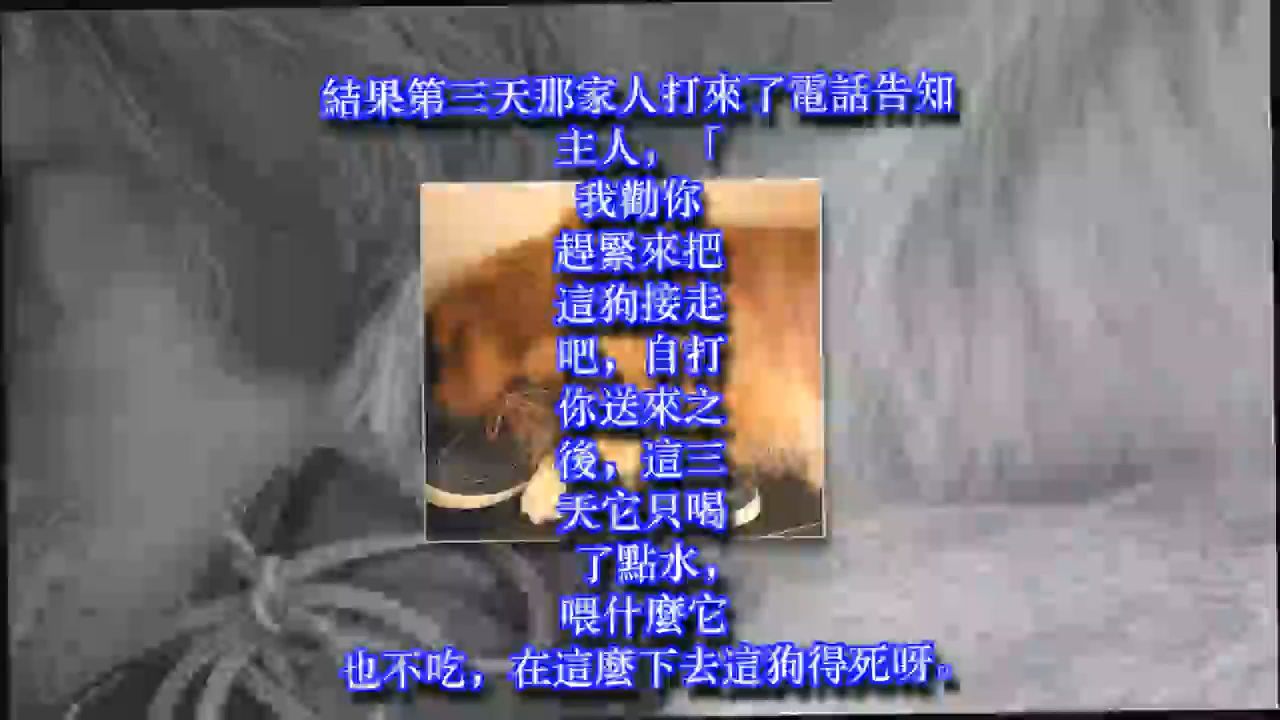 結果第三天那家人打來了電話告知
主人，「
我勸你
趕緊來把
這狗接走
吧，自打
你送來之
後，這三
天它只喝
了點水，
喂什麼它
也不吃，在這麼下去這狗得死呀。